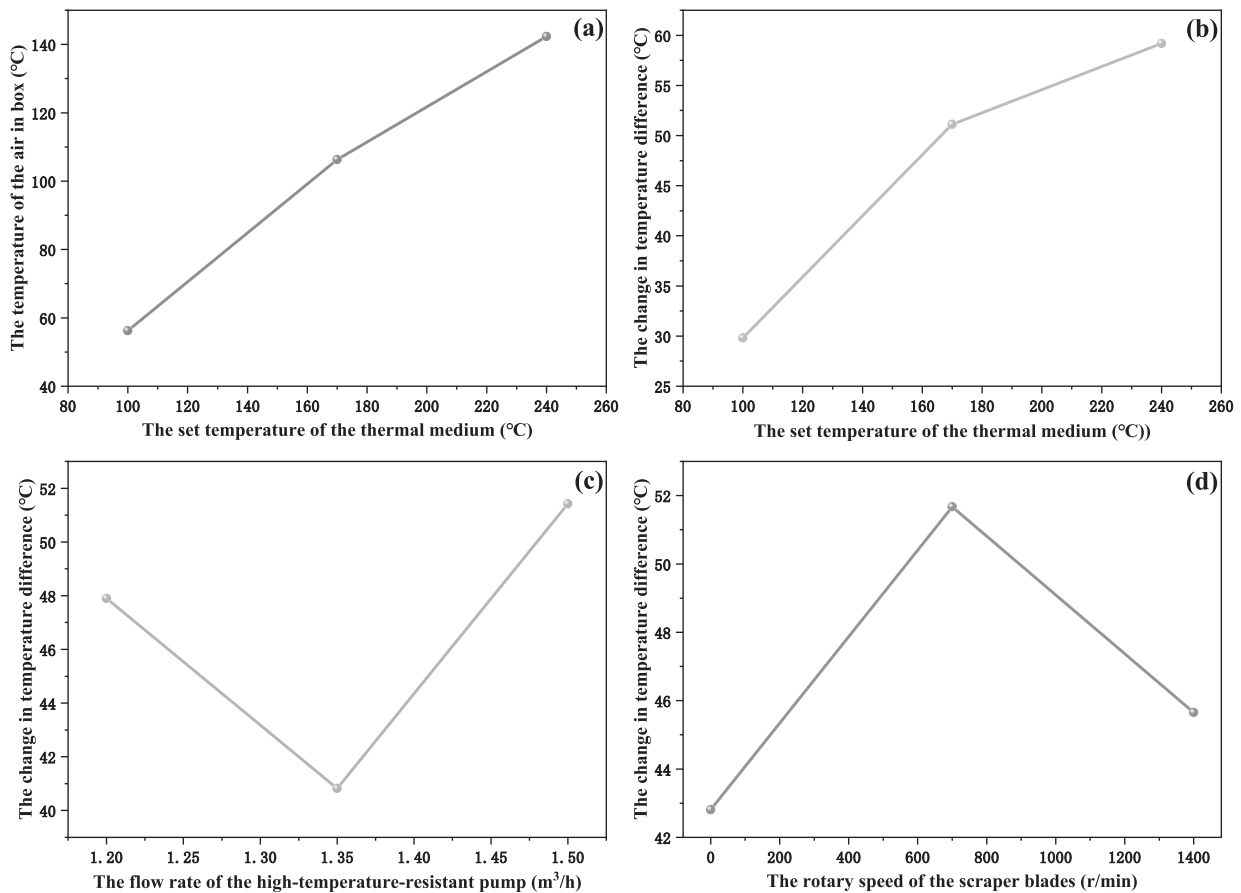 (a)
The temperature of the air in box (℃)
140
120
100
80
60
40
80 100 120 140 160 180 200 220 240 260
The set temperature of the thermal medium (℃)
(b)
The change in temperature difference (℃)
60
55
50
45
40
35
30
25
80 100 120 140 160 180 200 220 240 260
The set temperature of the thermal medium (℃))
(c)
The change in temperature difference (℃)
52
50
48
46
44
42
40
1.20 1.25 1.30 1.35 1.40 1.45 1.50
The flow rate of the high-temperature-resistant pump (m³/h)
(d)
The change in temperature difference (℃)
52
50
48
46
44
42
0 200 400 600 800 1000 1200 1400
The rotary speed of the scraper blades (r/min)